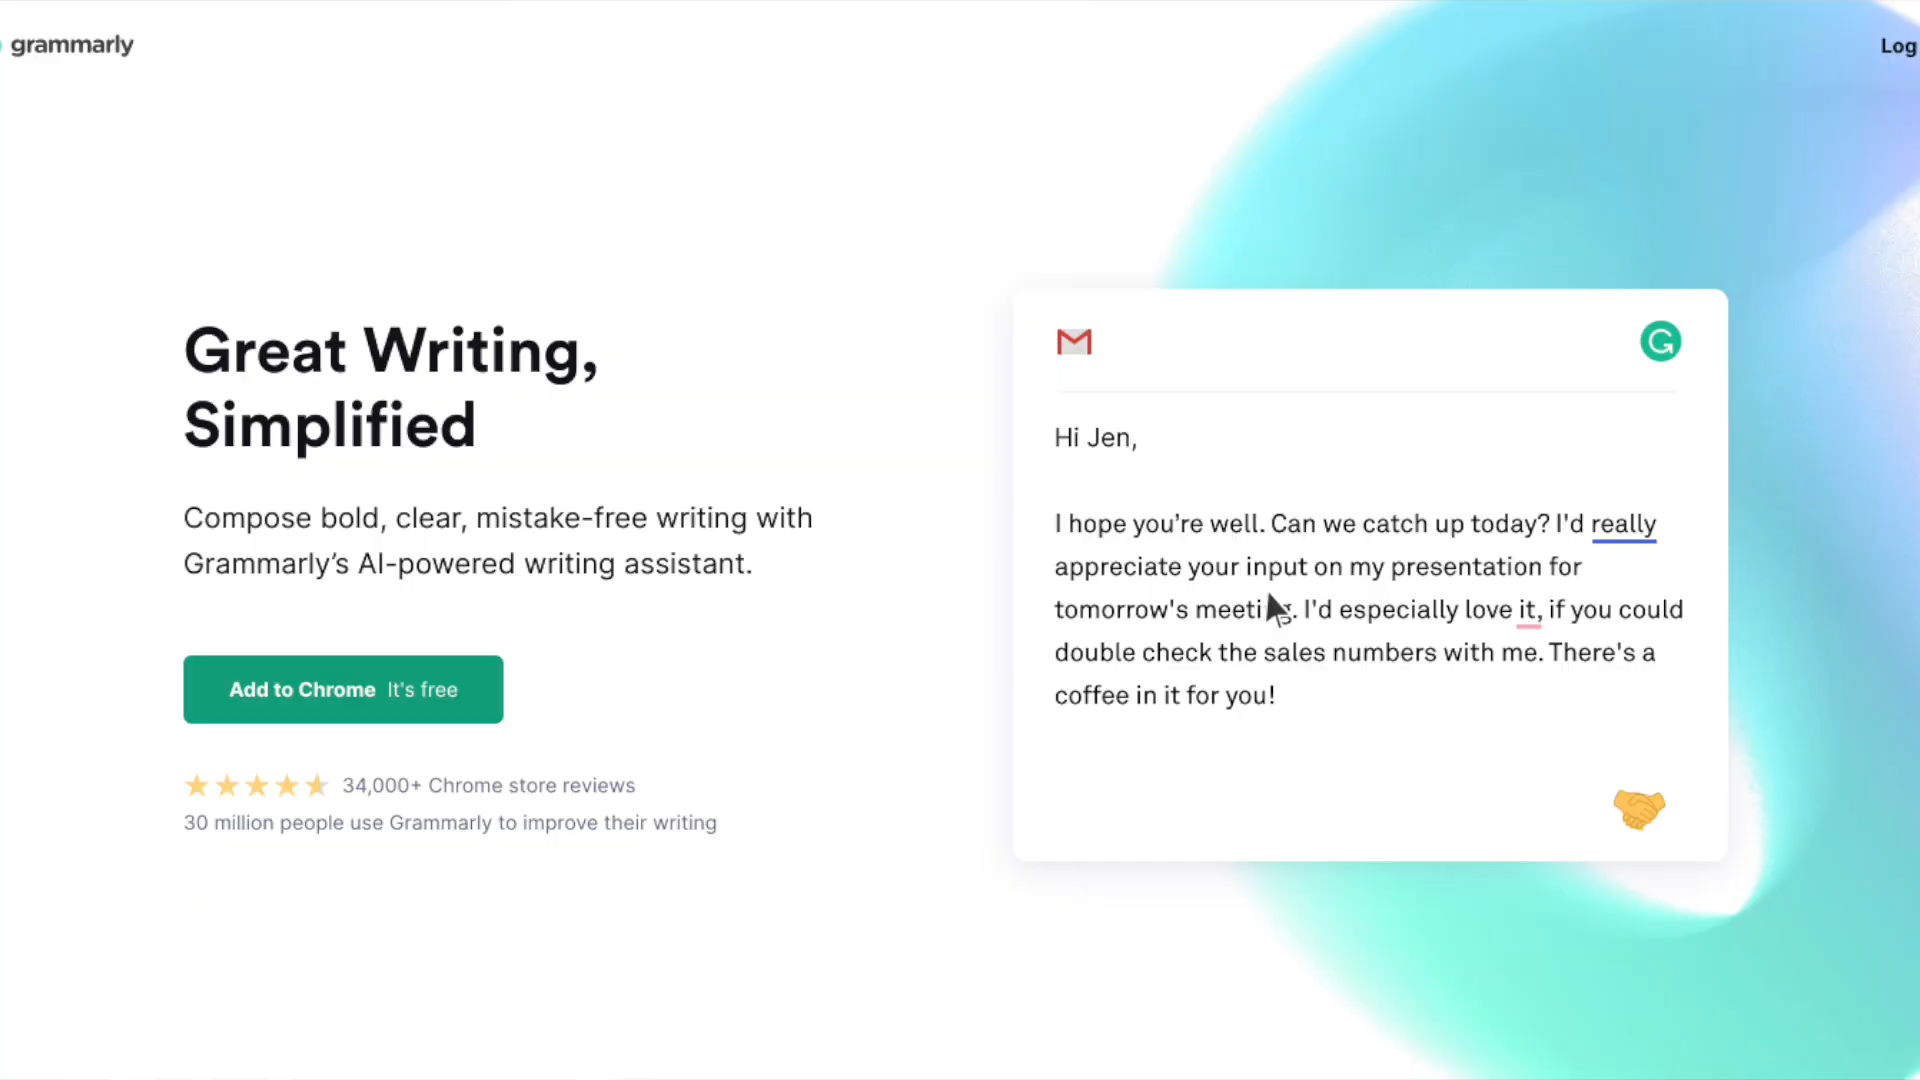 grammarly
Log
Great Writing,
Simplified
Compose bold, clear, mistake-free writing with
Grammarly’s AI-powered writing assistant.
Add to Chrome It's free
34,000+ Chrome store reviews
30 million people use Grammarly to improve their writing
Hi Jen,
I hope you’re well. Can we catch up today? I'd really
appreciate your input on my presentation for
tomorrow's meeting. I'd especially love it, if you could
double check the sales numbers with me. There's a
coffee in it for you!